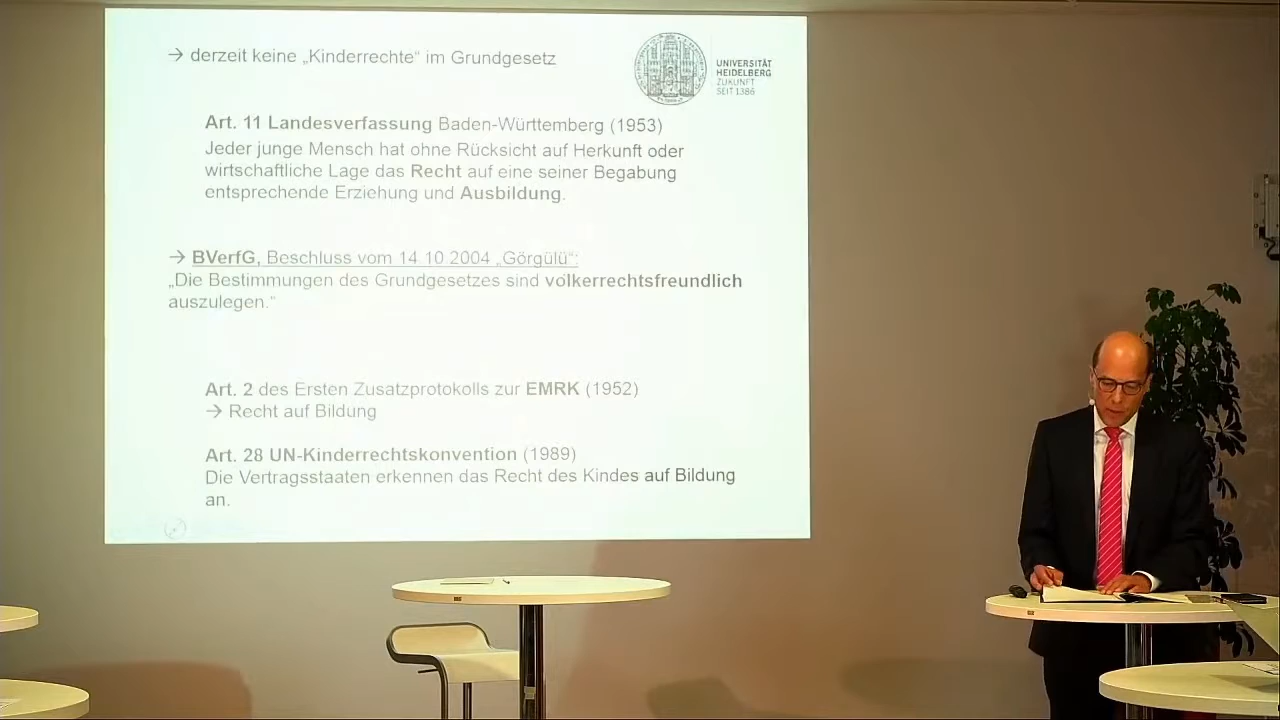 → derzeit keine „Kinderrechte“ im Grundgesetz
UNIVERSITÄT
HEIDELBERG
ZUKUNFT
SEIT 1386
Art. 11 Landesverfassung Baden-Württemberg (1953)
Jeder junge Mensch hat ohne Rücksicht auf Herkunft oder
wirtschaftliche Lage das Recht auf eine seiner Begabung
entsprechende Erziehung und Ausbildung.
→ BVerfG, Beschluss vom 14.10.2004 „Görgülü“:
„Die Bestimmungen des Grundgesetzes sind völkerrechtsfreundlich
auszulegen.“
Art. 2 des Ersten Zusatzprotokolls zur EMRK (1952)
→ Recht auf Bildung
Art. 28 UN-Kinderrechtskonvention (1989)
Die Vertragsstaaten erkennen das Recht des Kindes auf Bildung
an.